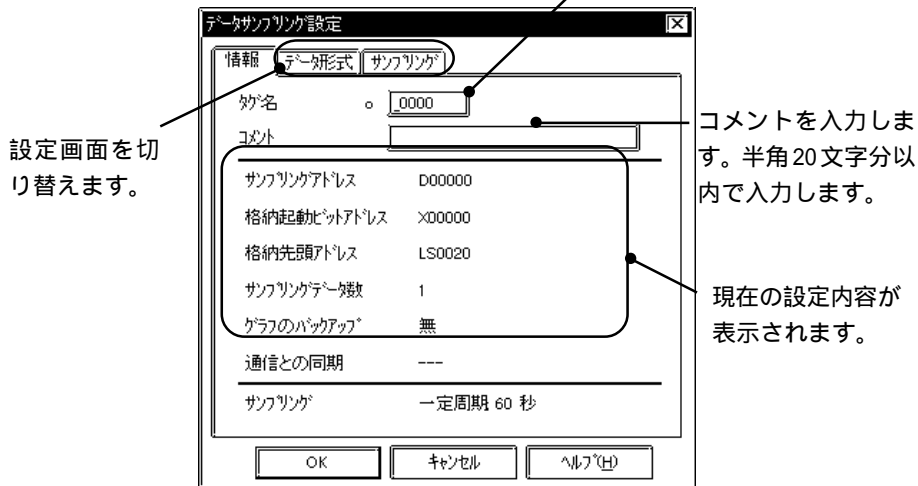 ﾃﾞｰﾀｻﾝﾌﾟﾘﾝｸﾞ設定
情報 ﾃﾞｰﾀ形式 ｻﾝﾌﾟﾘﾝｸﾞ
ﾀｸﾞ名 o _0000
ｺﾒﾝﾄ
ｻﾝﾌﾟﾘﾝｸﾞｱﾄﾞﾚｽ D00000
格納起動ﾋﾞｯﾄｱﾄﾞﾚｽ X00000
格納先頭ｱﾄﾞﾚｽ LS0020
ｻﾝﾌﾟﾘﾝｸﾞﾃﾞｰﾀ数 1
ｸﾞﾗﾌのﾊﾞｯｸｱｯﾌﾟ 無
通信との同期 ---
ｻﾝﾌﾟﾘﾝｸﾞ 一定周期 60 秒
OK ｷｬﾝｾﾙ ﾍﾙﾌﾟ(H)
設定画面を切
り替えます。
コメントを入力しま
す。半角20文字分以
内で入力します。
現在の設定内容が
表示されます。